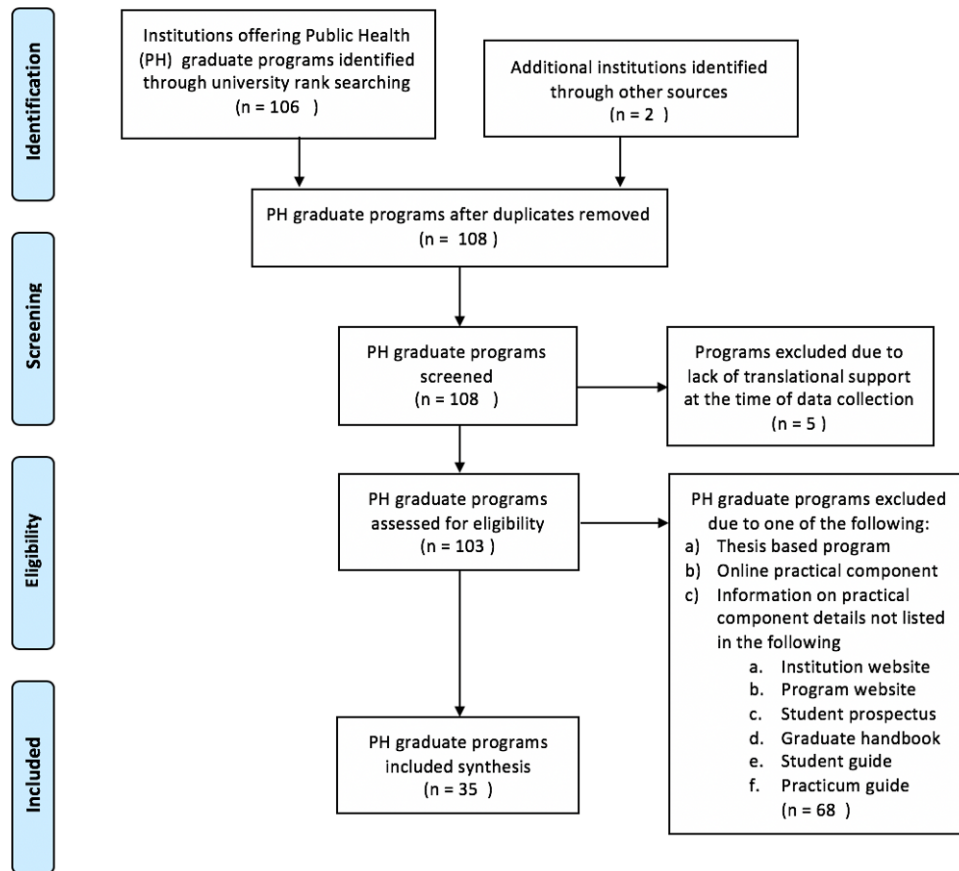 Identification
Institutions offering Public Health
(PH) graduate programs identified
through university rank searching
(n = 106 )
Additional institutions identified
through other sources
(n = 2 )
PH graduate programs after duplicates removed
(n = 108 )
Screening
PH graduate programs
screened
(n = 108 )
Programs excluded due to
lack of translational support
at the time of data collection
(n = 5 )
Eligibility
PH graduate programs
assessed for eligibility
(n = 103 )
PH graduate programs excluded
due to one of the following:
a) Thesis based program
b) Online practical component
c) Information on practical
component details not listed
in the following
a. Institution website
b. Program website
c. Student prospectus
d. Graduate handbook
e. Student guide
f. Practicum guide
(n = 68 )
Included
PH graduate programs
included synthesis
(n = 35 )